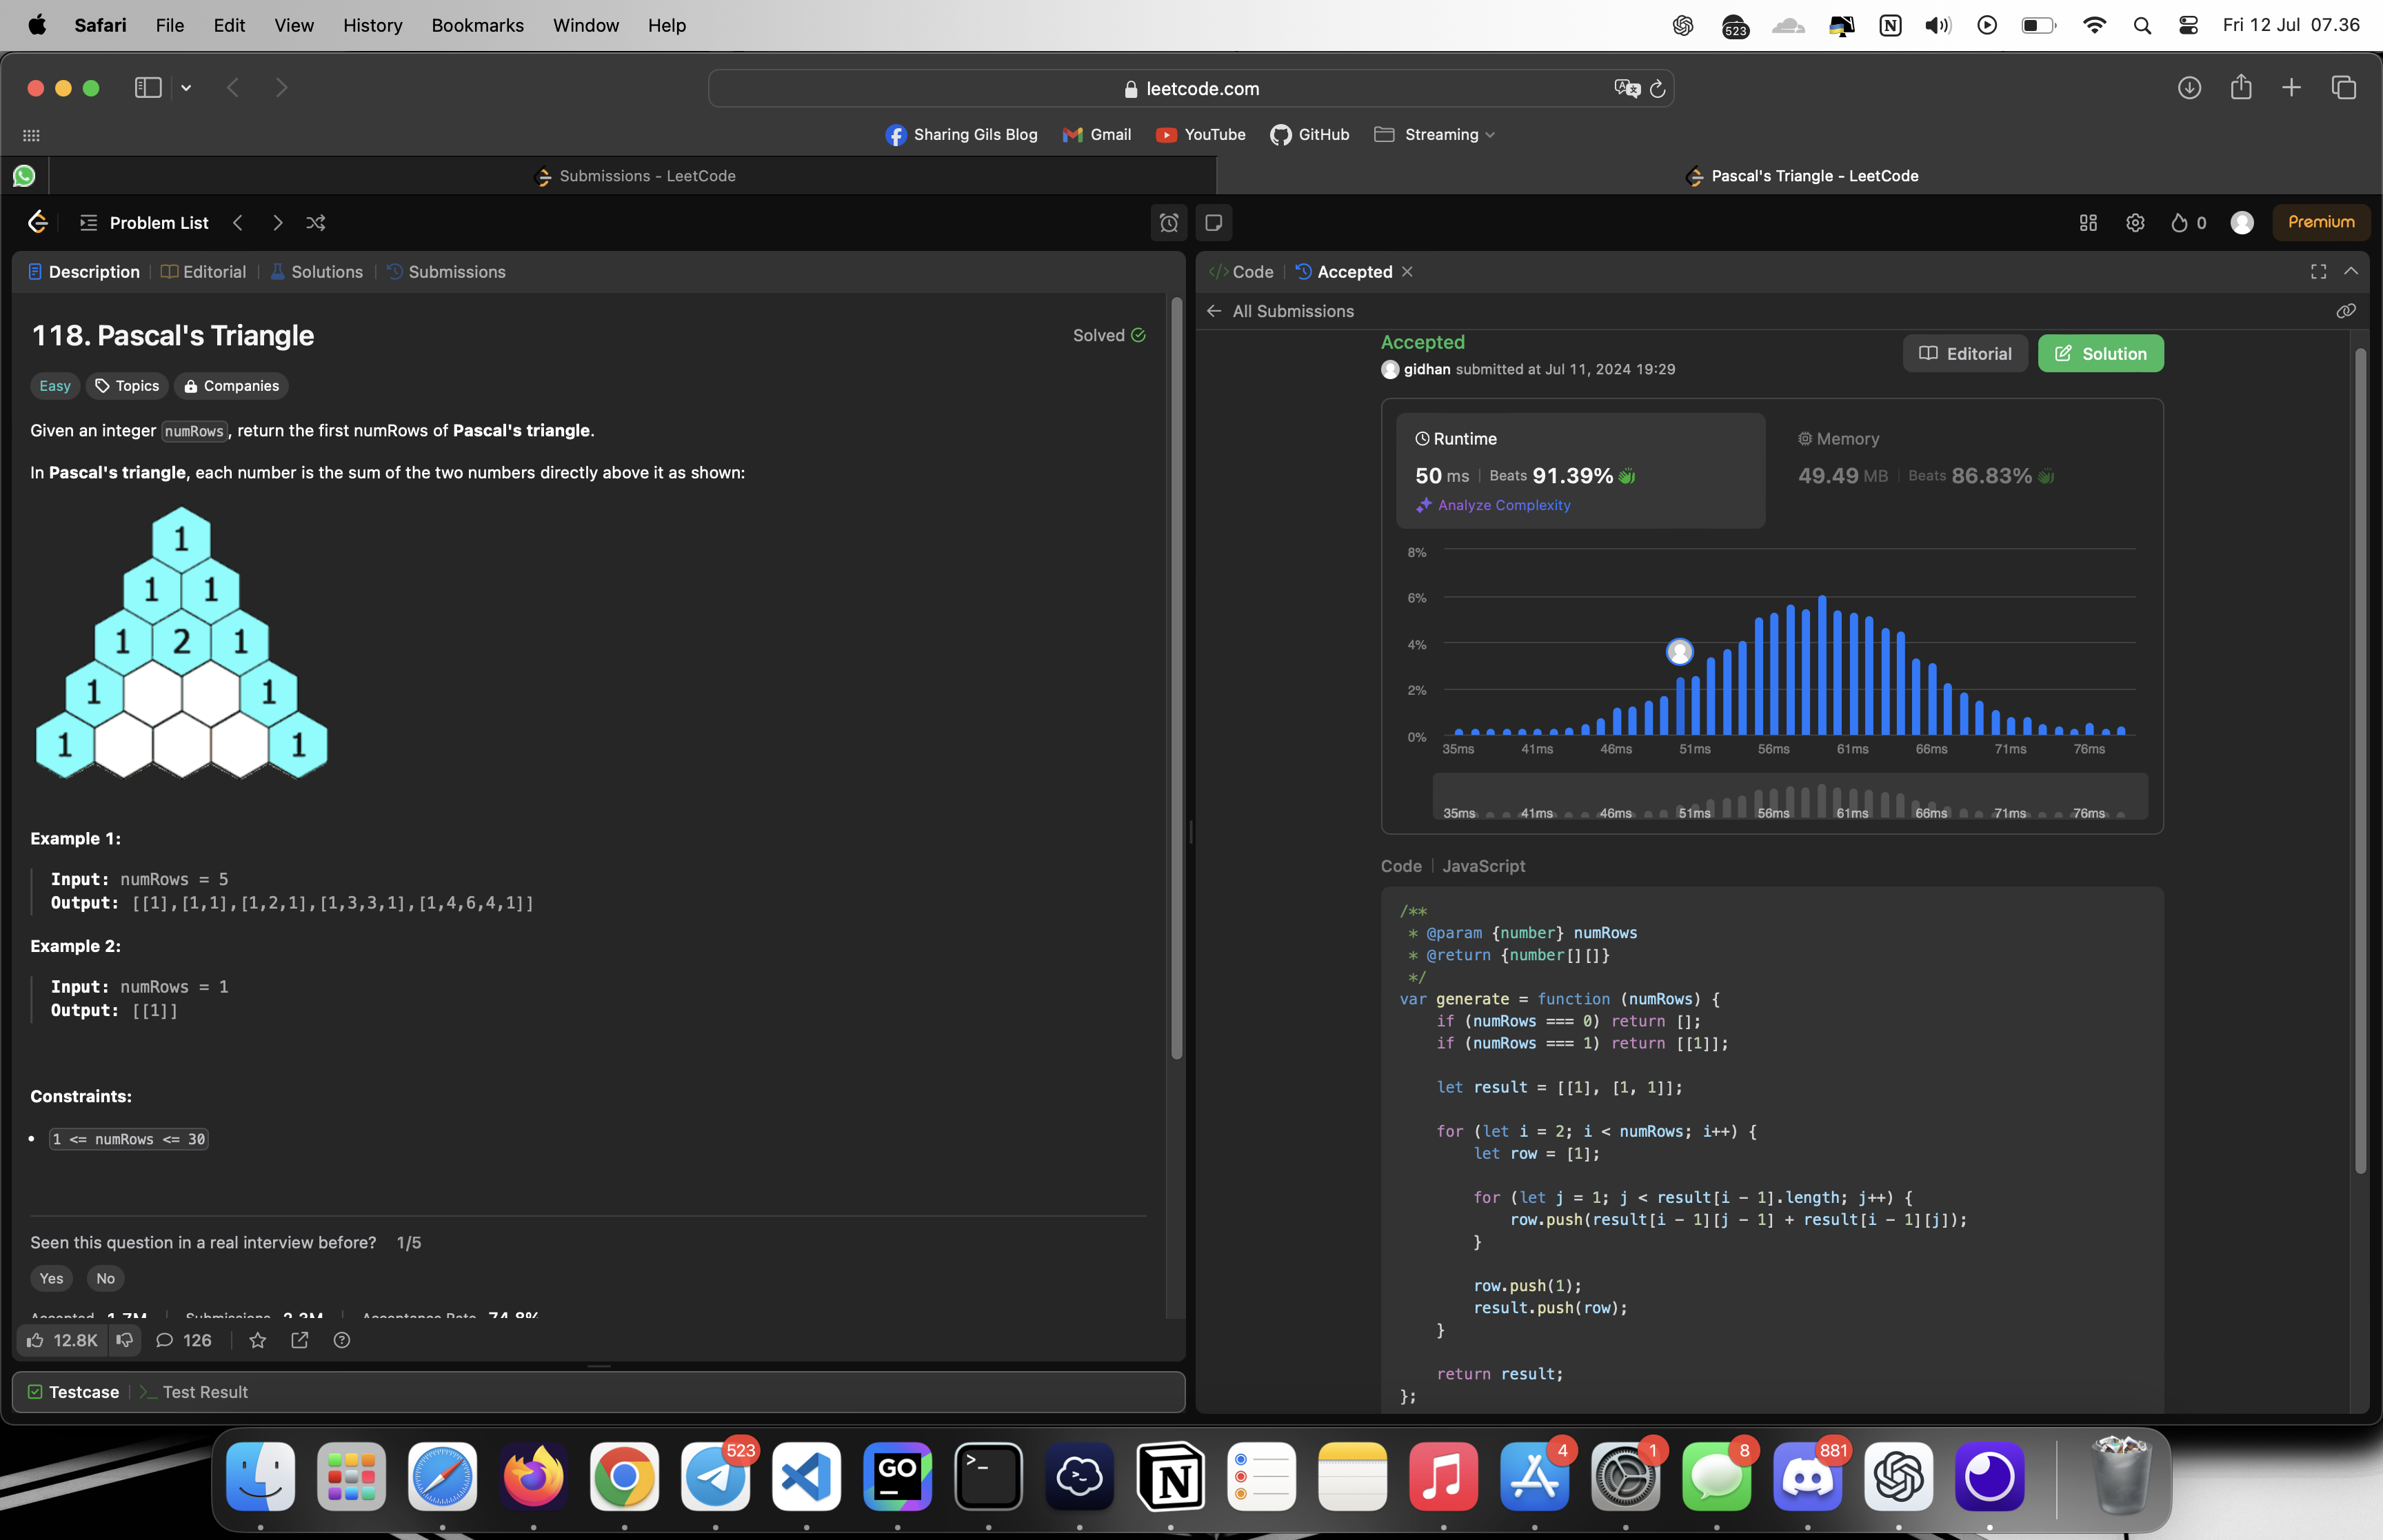 Safari File Edit View History Bookmarks Window Help
523
Fri 12 Jul 07.36
leetcode.com
Sharing Gils Blog Gmail YouTube GitHub Streaming
Submissions - LeetCode
Pascal's Triangle - LeetCode
Problem List
0
Premium
Description Editorial Solutions Submissions
118. Pascal's Triangle
Solved
Easy Topics Companies
Given an integer numRows, return the first numRows of Pascal's triangle.
In Pascal's triangle, each number is the sum of the two numbers directly above it as shown:
1
1 1
1 2 1
1 1
1 1
Example 1:
Input: numRows = 5
Output: [[1],[1,1],[1,2,1],[1,3,3,1],[1,4,6,4,1]]
Example 2:
Input: numRows = 1
Output: [[1]]
Constraints:
1 <= numRows <= 30
Seen this question in a real interview before? 1/5
Yes No
Accepted 1.7M Submissions 2.3M Acceptance Rate 74.8%
12.8K 126
Testcase >_ Test Result
</> Code Accepted
All Submissions
Accepted
gidhan submitted at Jul 11, 2024 19:29
Editorial Solution
Runtime
50 ms Beats 91.39%
Analyze Complexity
Memory
49.49 MB Beats 86.83%
8%
6%
4%
2%
0%
35ms 41ms 46ms 51ms 56ms 61ms 66ms 71ms 76ms
35ms 41ms 46ms 51ms 56ms 61ms 66ms 71ms 76ms
Code JavaScript
/**
* @param {number} numRows
* @return {number[][]}
*/
var generate = function (numRows) {
if (numRows === 0) return [];
if (numRows === 1) return [[1]];
let result = [[1], [1, 1]];
for (let i = 2; i < numRows; i++) {
let row = [1];
for (let j = 1; j < result[i - 1].length; j++) {
row.push(result[i - 1][j - 1] + result[i - 1][j]);
}
row.push(1);
result.push(row);
}
return result;
};
523 GO 4 1 8 881